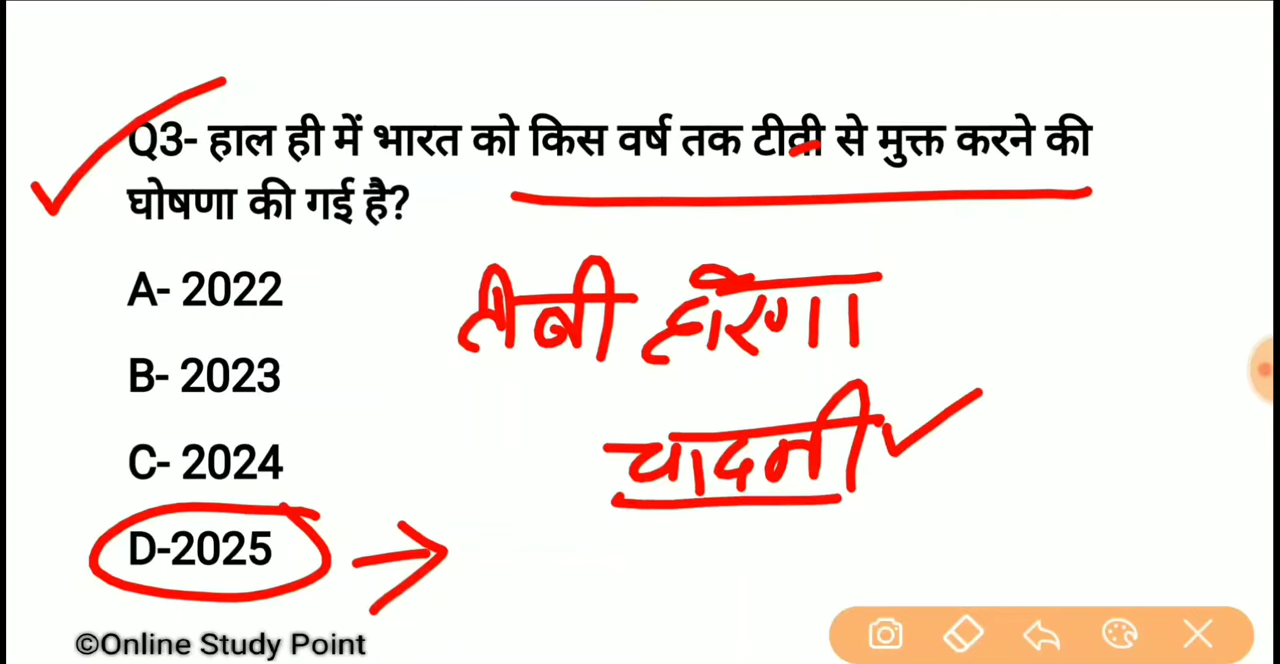 Q3- हाल ही में भारत को किस वर्ष तक टीवी से मुक्त करने की
घोषणा की गई है?
A- 2022
टीबी हारेगा
B- 2023
चादनी
C- 2024
D-2025
©Online Study Point